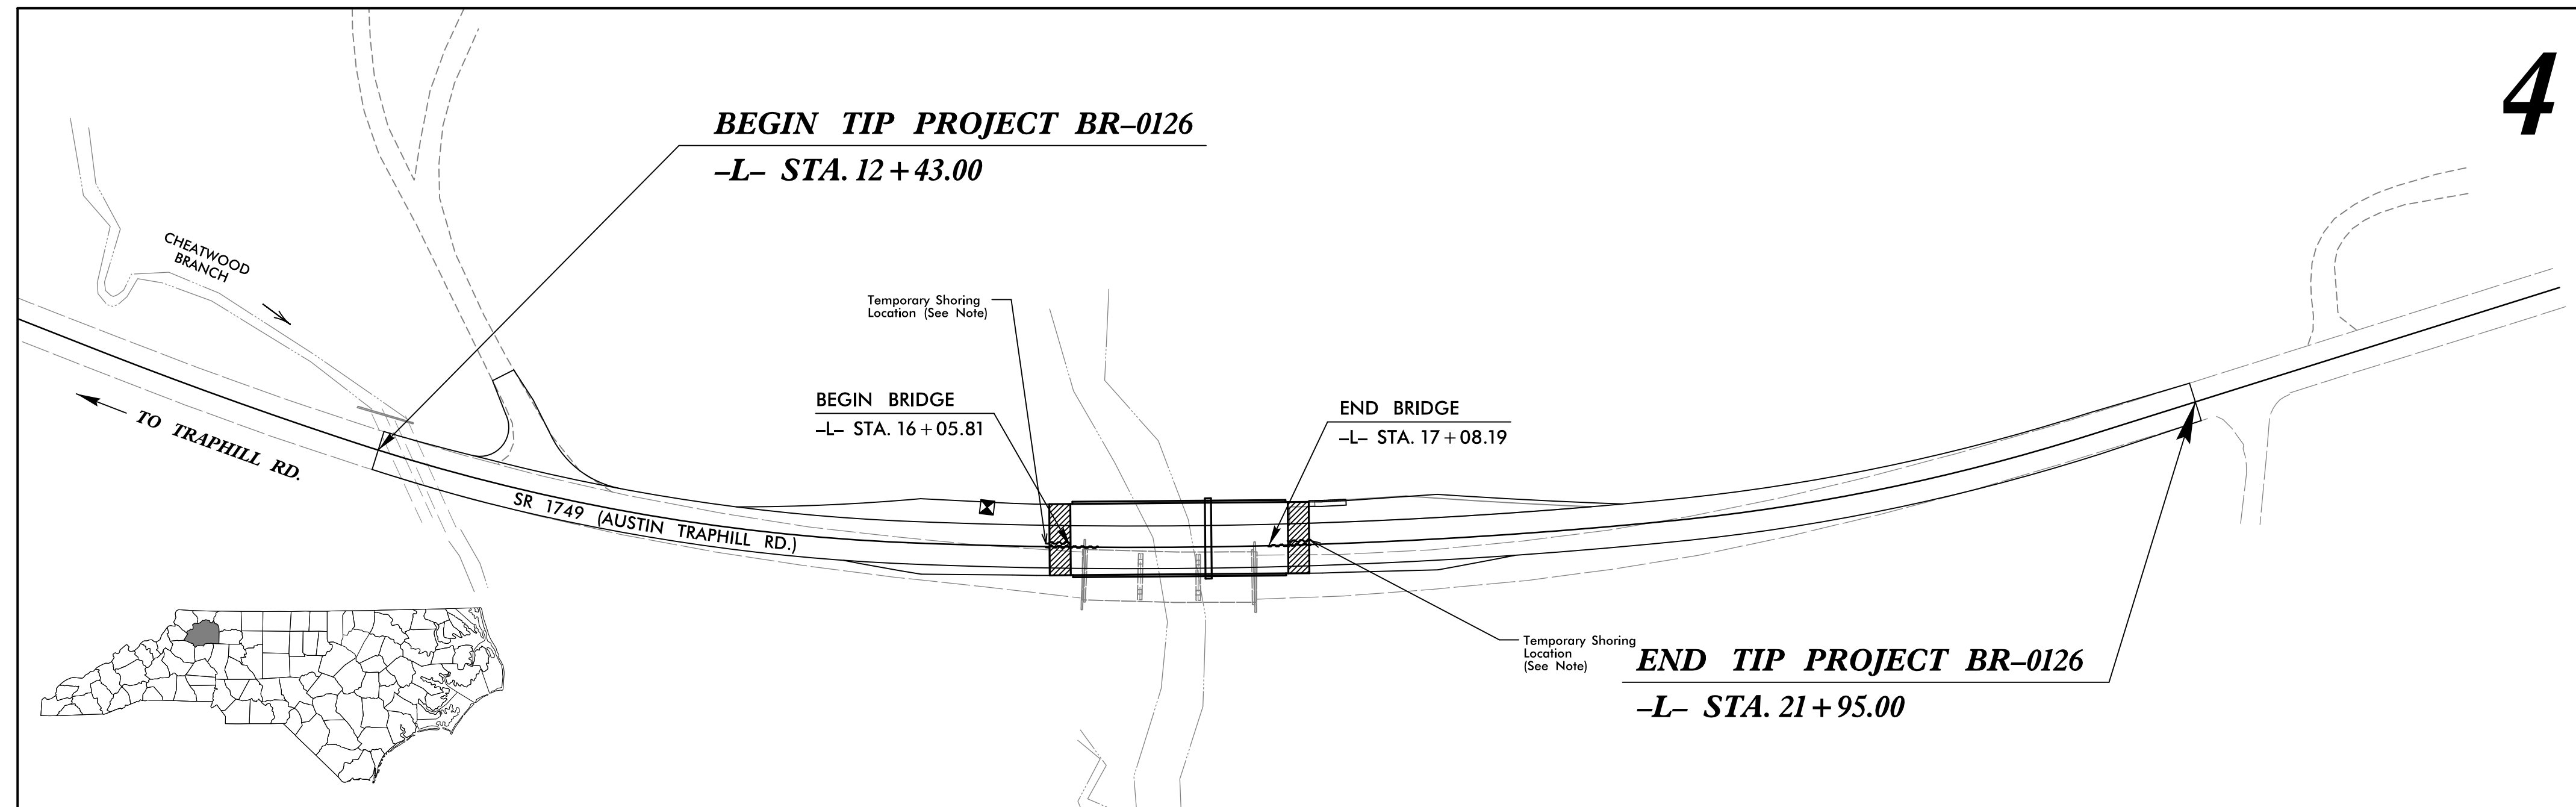 4
BEGIN TIP PROJECT BR–0126
–L– STA. 12+43.00
CHEATWOOD
BRANCH
Temporary Shoring
Location (See Note)
BEGIN BRIDGE
–L– STA. 16+05.81
END BRIDGE
–L– STA. 17+08.19
TO TRAPHILL RD.
SR 1749 (AUSTIN TRAPHILL RD.)
Temporary Shoring
Location
(See Note)
END TIP PROJECT BR–0126
–L– STA. 21+95.00